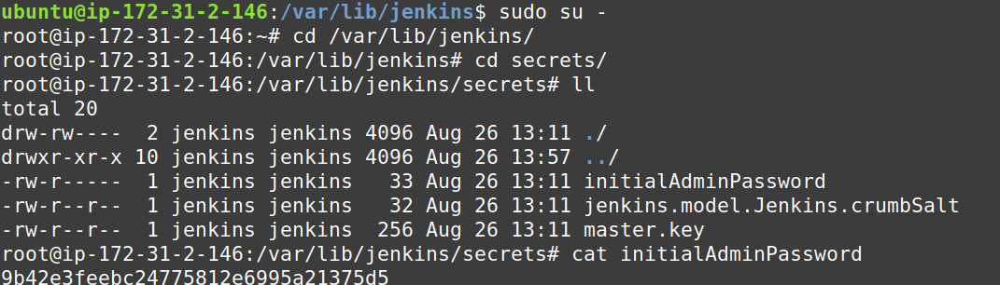 ubuntu@ip-172-31-2-146:/var/lib/jenkins$ sudo su -
root@ip-172-31-2-146:~# cd /var/lib/jenkins/
root@ip-172-31-2-146:/var/lib/jenkins# cd secrets/
root@ip-172-31-2-146:/var/lib/jenkins/secrets# ll
total 20
drw-rw----  2 jenkins jenkins 4096 Aug 26 13:11 ./
drwxr-xr-x 10 jenkins jenkins 4096 Aug 26 13:57 ../
-rw-r-----  1 jenkins jenkins   33 Aug 26 13:11 initialAdminPassword
-rw-r--r--  1 jenkins jenkins   32 Aug 26 13:11 jenkins.model.Jenkins.crumbSalt
-rw-r--r--  1 jenkins jenkins  256 Aug 26 13:11 master.key
root@ip-172-31-2-146:/var/lib/jenkins/secrets# cat initialAdminPassword
9b42e3feebc24775812e6995a21375d5